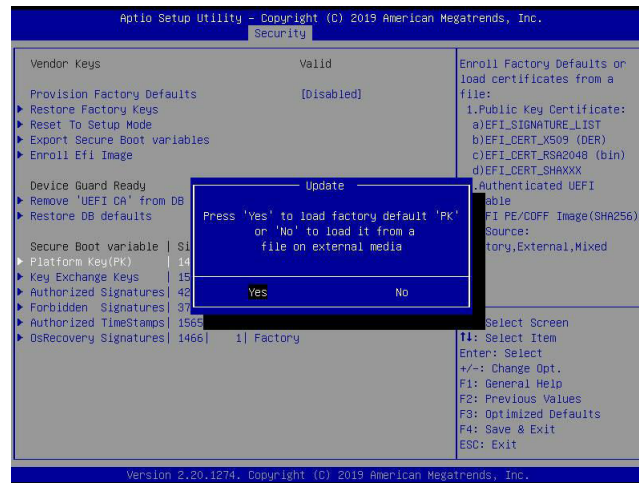 Aptio Setup Utility – Copyright (C) 2019 American Megatrends, Inc.
Security
Vendor Keys Valid
Provision Factory Defaults [Disabled]
Restore Factory Keys
Reset To Setup Mode
Export Secure Boot variables
Enroll Efi Image
Device Guard Ready
Remove 'UEFI CA' from DB
Restore DB defaults
Secure Boot variable | Si
Platform Key(PK) | 14
Key Exchange Keys | 15
Authorized Signatures| 42
Forbidden Signatures| 37
Authorized TimeStamps| 1565
OsRecovery Signatures| 1466| 1| Factory
Update
Press 'Yes' to load factory default 'PK'
or 'No' to load it from a
file on external media
Yes No
Enroll Factory Defaults or
load certificates from a
file:
1.Public Key Certificate:
a)EFI_SIGNATURE_LIST
b)EFI_CERT_X509 (DER)
c)EFI_CERT_RSA2048 (bin)
d)EFI_CERT_SHAXXX
.Authenticated UEFI
able
FI PE/COFF Image(SHA256)
Source:
tory,External,Mixed
Select Screen
↑↓: Select Item
Enter: Select
+/-: Change Opt.
F1: General Help
F2: Previous Values
F3: Optimized Defaults
F4: Save & Exit
ESC: Exit
Version 2.20.1274. Copyright (C) 2019 American Megatrends, Inc.